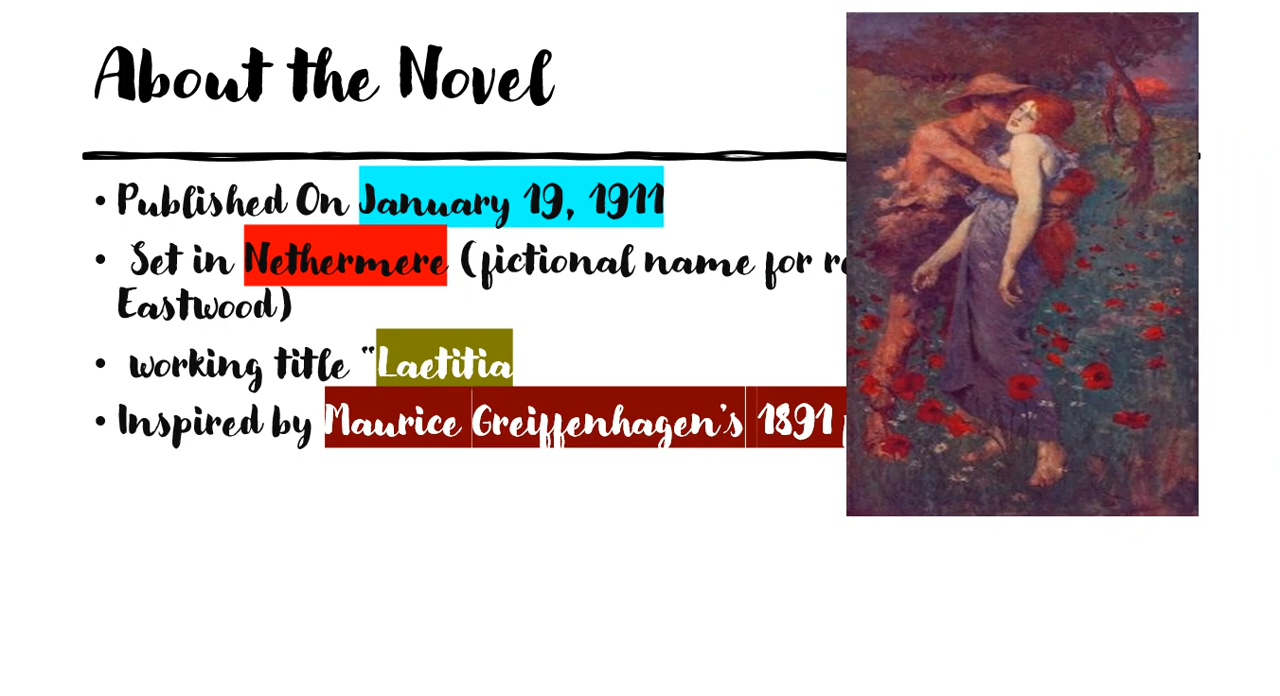 About the Novel
• Published On January 19, 1911
• Set in Nethermere (fictional name for
Eastwood)
• working title “Laetitia
• Inspired by Maurice Greiffenhagen’s 1891